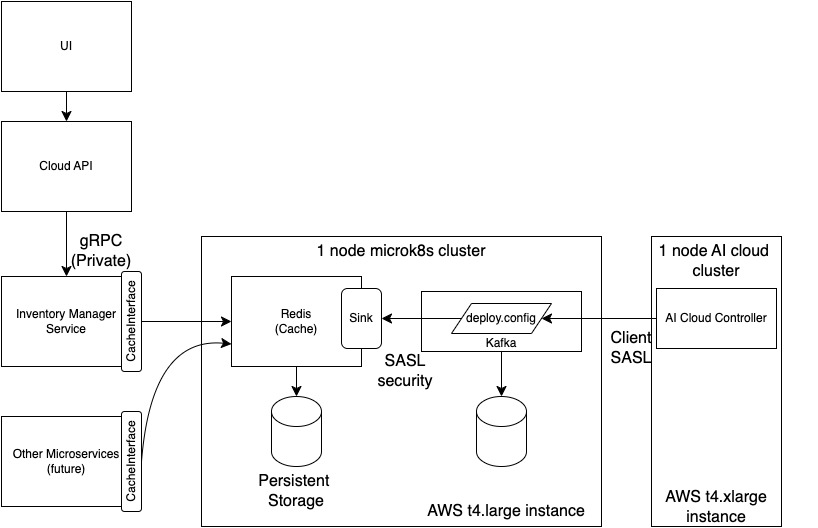 UI
Cloud API
gRPC
(Private)
Inventory Manager
Service
CacheInterface
Other Microservices
(future)
CacheInterface
1 node microk8s cluster
Redis
(Cache)
Sink
deploy.config
Kafka
SASL
security
Persistent
Storage
AWS t4.large instance
Client
SASL
1 node AI cloud
cluster
AI Cloud Controller
AWS t4.xlarge
instance